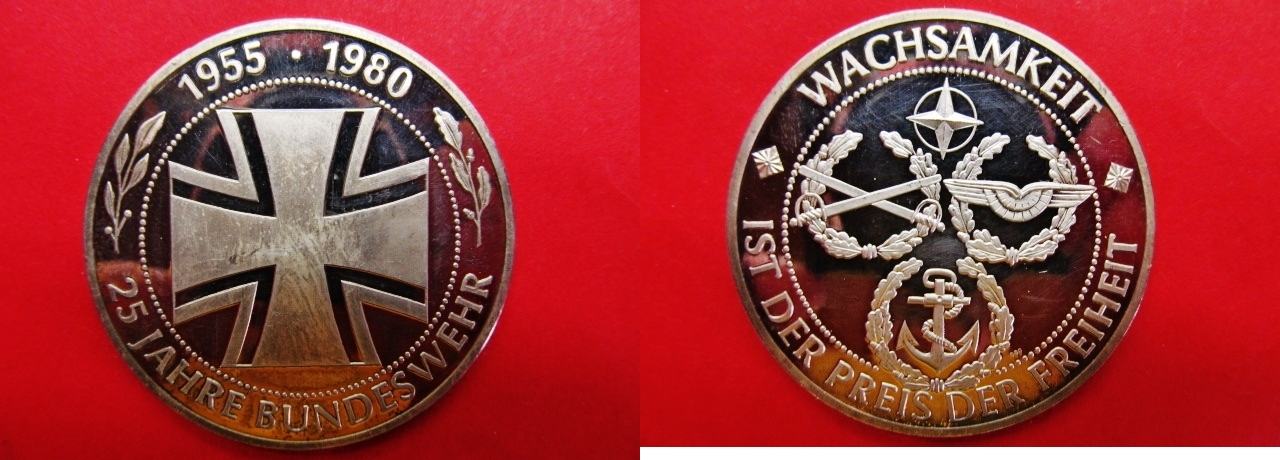 1955 · 1980
25 JAHRE BUNDESWEHR
WACHSAMKEIT
IST DER PREIS DER FREIHEIT